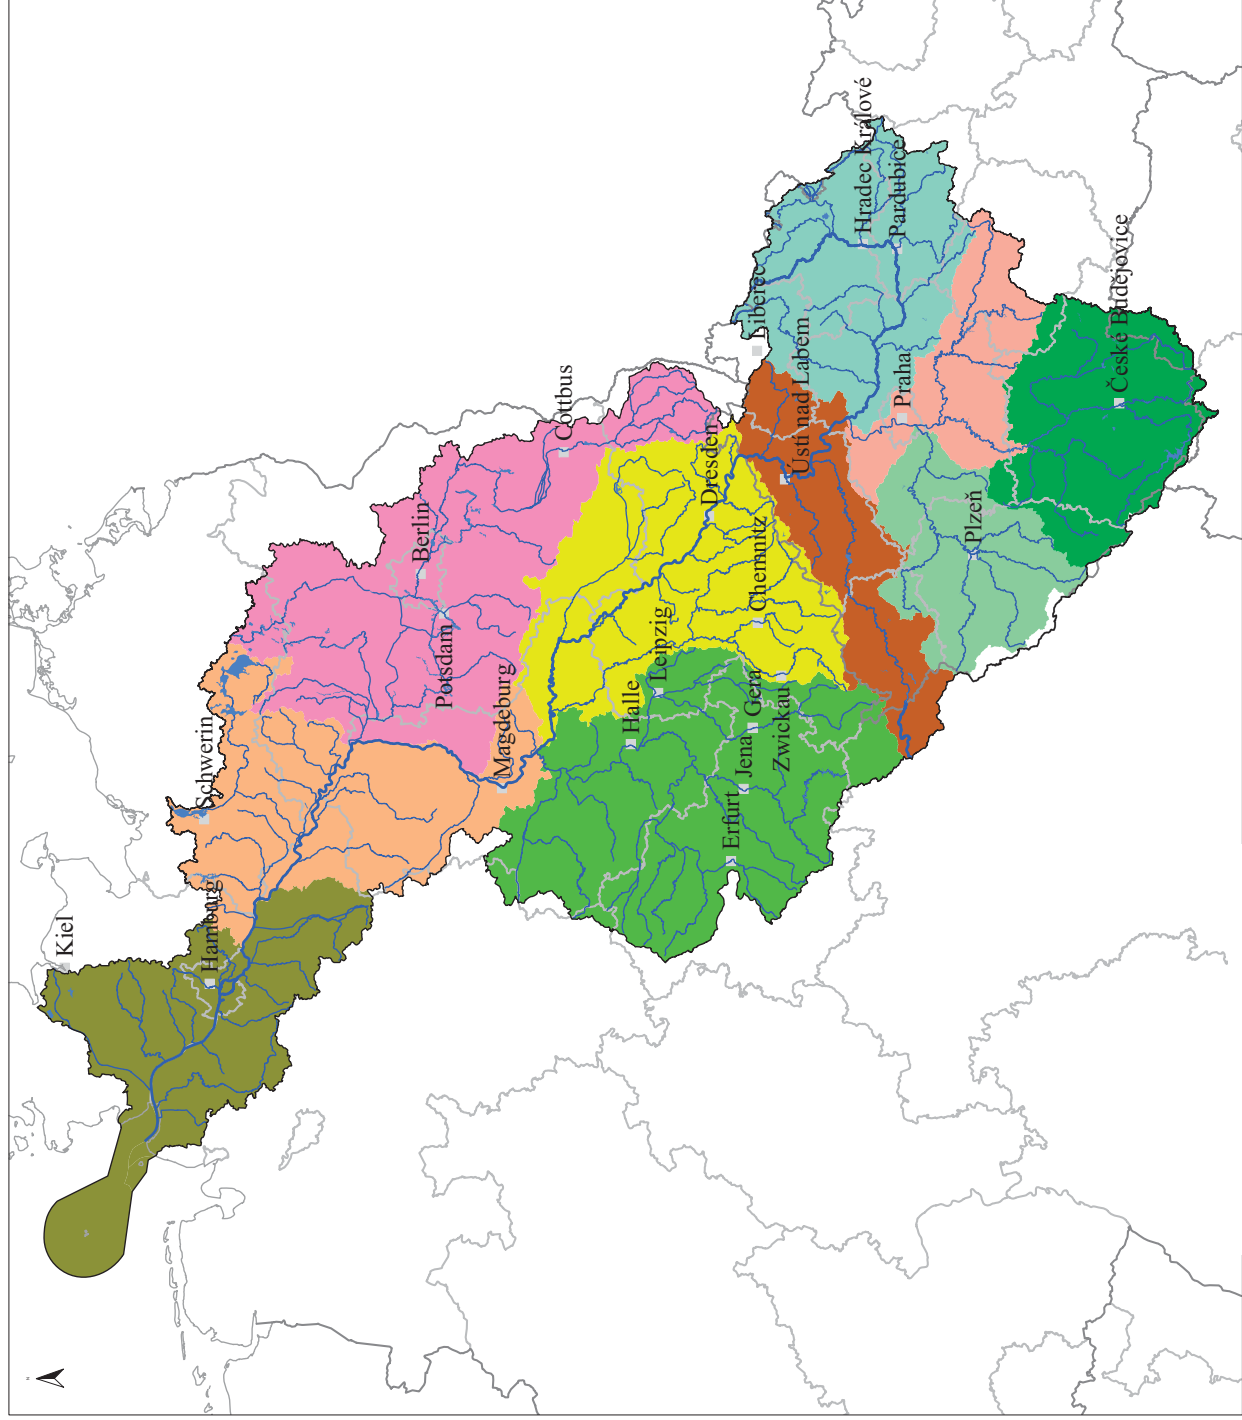 Kiel
Hamburg
Schwerin
Berlin
Potsdam
Magdeburg
Cottbus
Halle
Leipzig
Dresden
Erfurt
Jena
Gera
Zwickau
Chemnitz
Liberec
Ústí nad Labem
Hradec Králové
Pardubice
Praha
Plzeň
České Budějovice